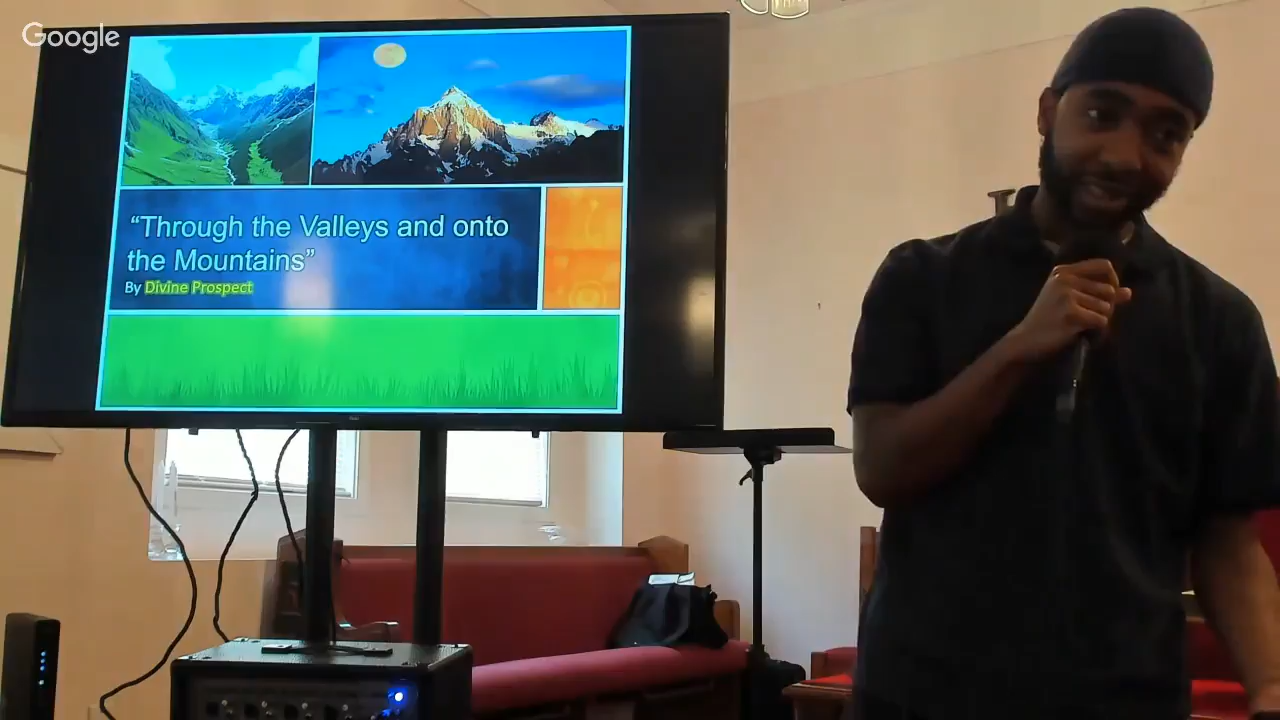 Google
“Through the Valleys and onto
the Mountains”
By Divine Prospect